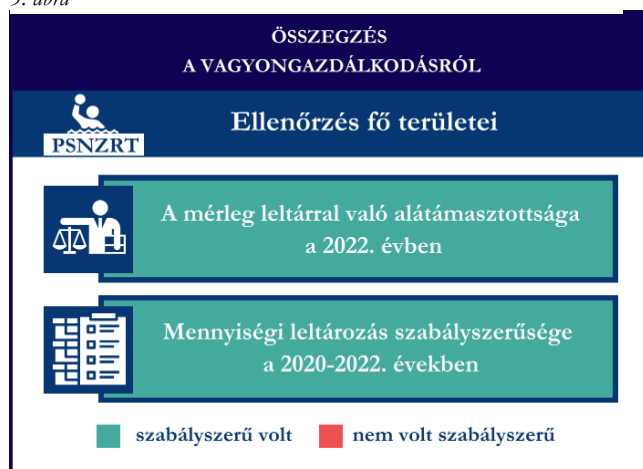 ÖSSZEGZÉS
A VAGYONGAZDÁLKODÁSRÓL
PSNZRT
Ellenőrzés fő területei
A mérleg leltárral való alátámasztottsága
a 2022. évben
Mennyiségi leltározás szabályszerűsége
a 2020-2022. években
szabályszerű volt
nem volt szabályszerű